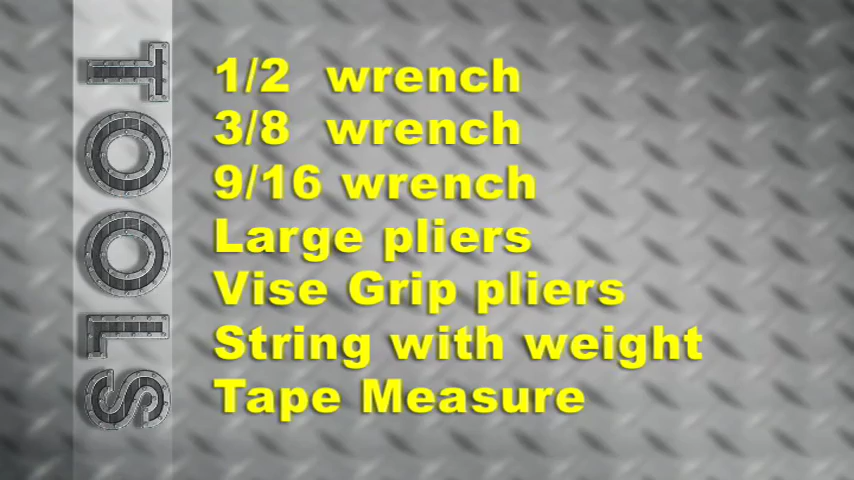 TOOLS
1/2 wrench
3/8 wrench
9/16 wrench
Large pliers
Vise Grip pliers
String with weight
Tape Measure